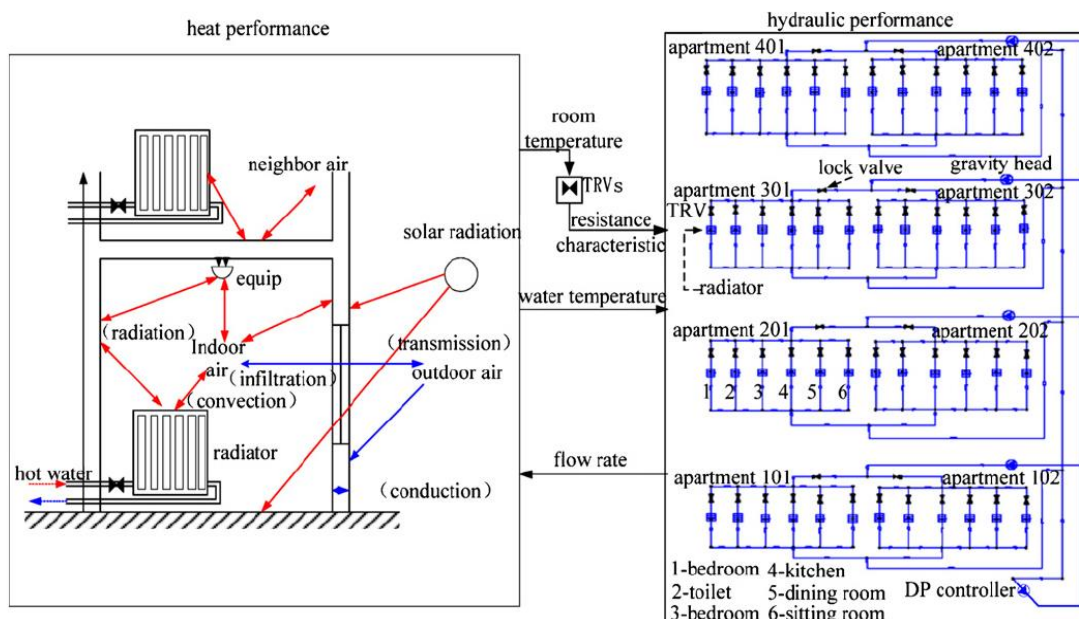 heat performance
neighbor air
solar radiation
equip
（radiation）
Indoor
air
（transmission）
（infiltration）
outdoor air
（convection）
radiator
hot water
（conduction）
room
temperature
TRVs
resistance
characteristic
water temperature
flow rate
hydraulic performance
apartment 401
apartment 402
lock valve
gravity head
apartment 301
apartment 302
TRV
radiator
apartment 201
apartment 202
1 2 3 4 5 6
apartment 101
apartment 102
1-bedroom 4-kitchen
2-toilet 5-dining room
3-bedroom 6-sitting room
DP controller